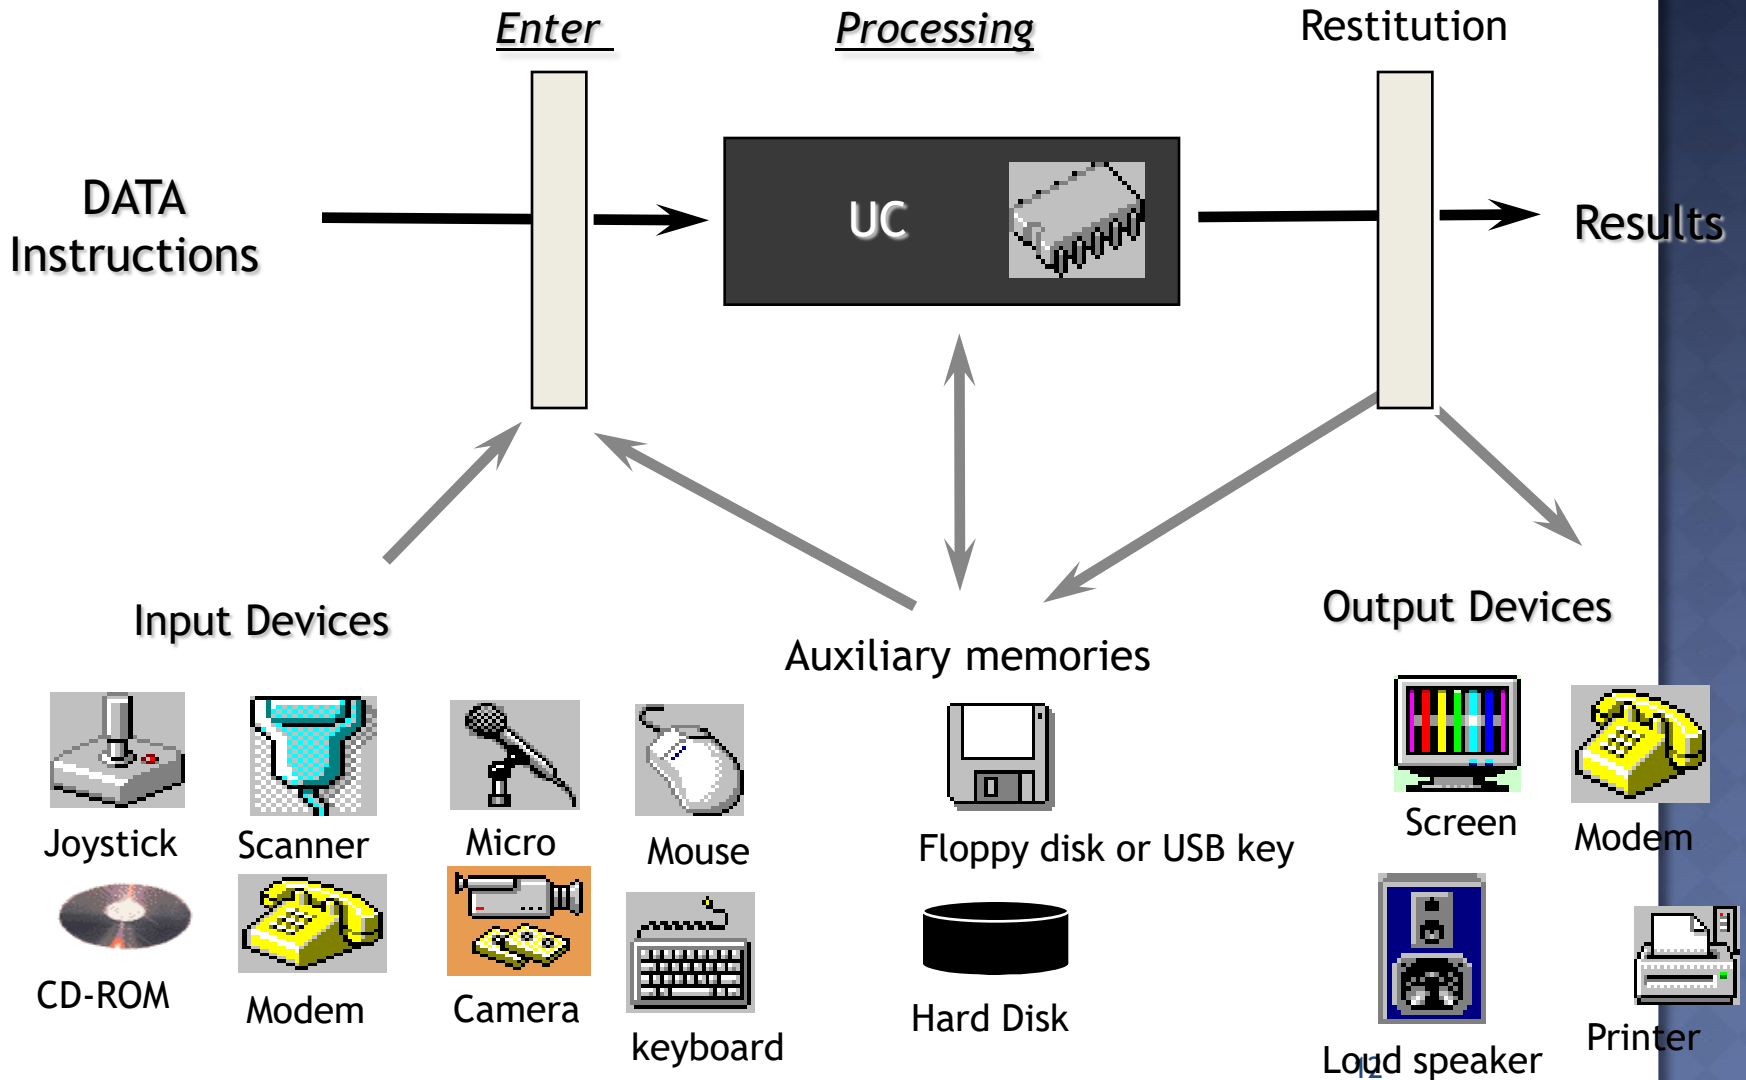 Enter
Processing
Restitution
DATA
Instructions
UC
Results
Input Devices
Auxiliary memories
Output Devices
Joystick
Scanner
Micro
Mouse
Floppy disk or USB key
Screen
Modem
CD-ROM
Modem
Camera
keyboard
Hard Disk
Loud speaker
Printer
12